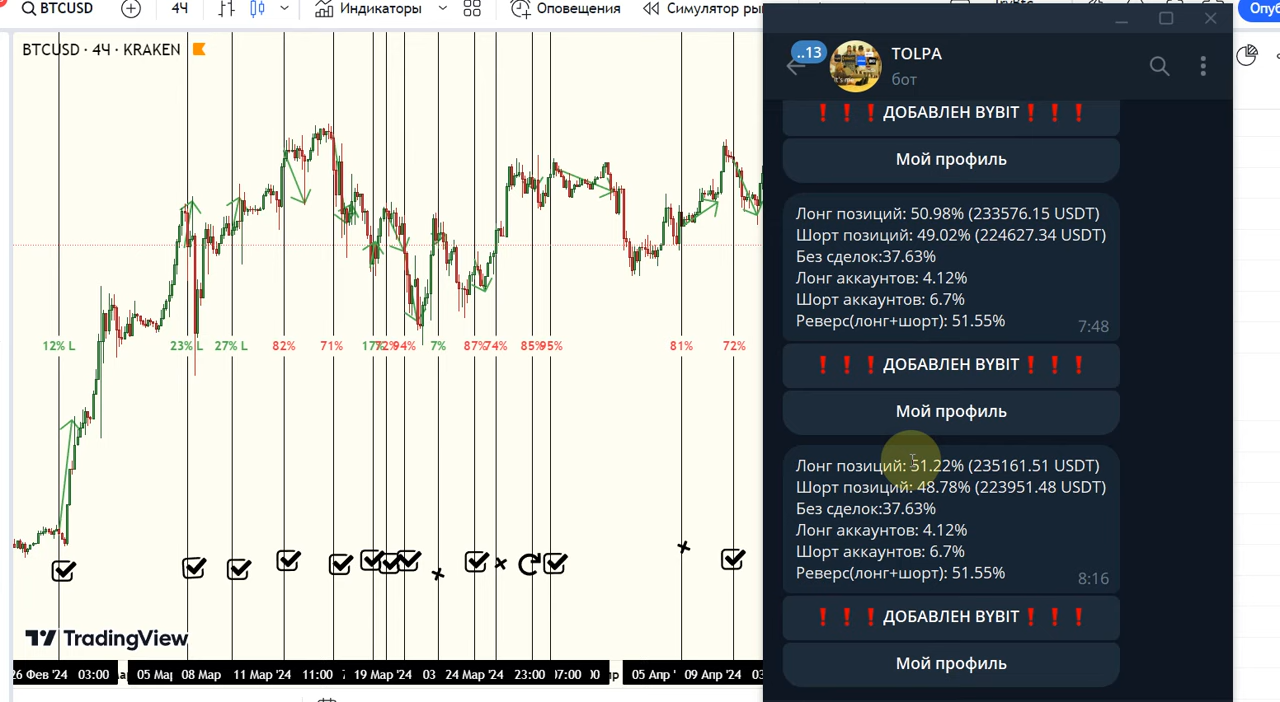 BTCUSD
4Ч
Индикаторы
Оповещения
Симулятор
BTCUSD · 4Ч · KRAKEN
12% L
23% L
27% L
82%
71%
94%
7%
87%
74%
85%
95%
81%
72%
TradingView
26 Фев '24
03:00
05 Мар
08 Мар
11 Мар '24
11:00
19 Мар '24
03
24 Мар '24
23:00
07:00
05 Апр
09 Апр '24
..13
TOLPA
бот
❗❗❗ДОБАВЛЕН BYBIT❗❗❗
Мой профиль
Лонг позиций: 50.98% (233576.15 USDT)
Шорт позиций: 49.02% (224627.34 USDT)
Без сделок:37.63%
Лонг аккаунтов: 4.12%
Шорт аккаунтов: 6.7%
Реверс(лонг+шорт): 51.55%
7:48
❗❗❗ДОБАВЛЕН BYBIT❗❗❗
Мой профиль
Лонг позиций: 51.22% (235161.51 USDT)
Шорт позиций: 48.78% (223951.48 USDT)
Без сделок:37.63%
Лонг аккаунтов: 4.12%
Шорт аккаунтов: 6.7%
Реверс(лонг+шорт): 51.55%
8:16
❗❗❗ДОБАВЛЕН BYBIT❗❗❗
Мой профиль